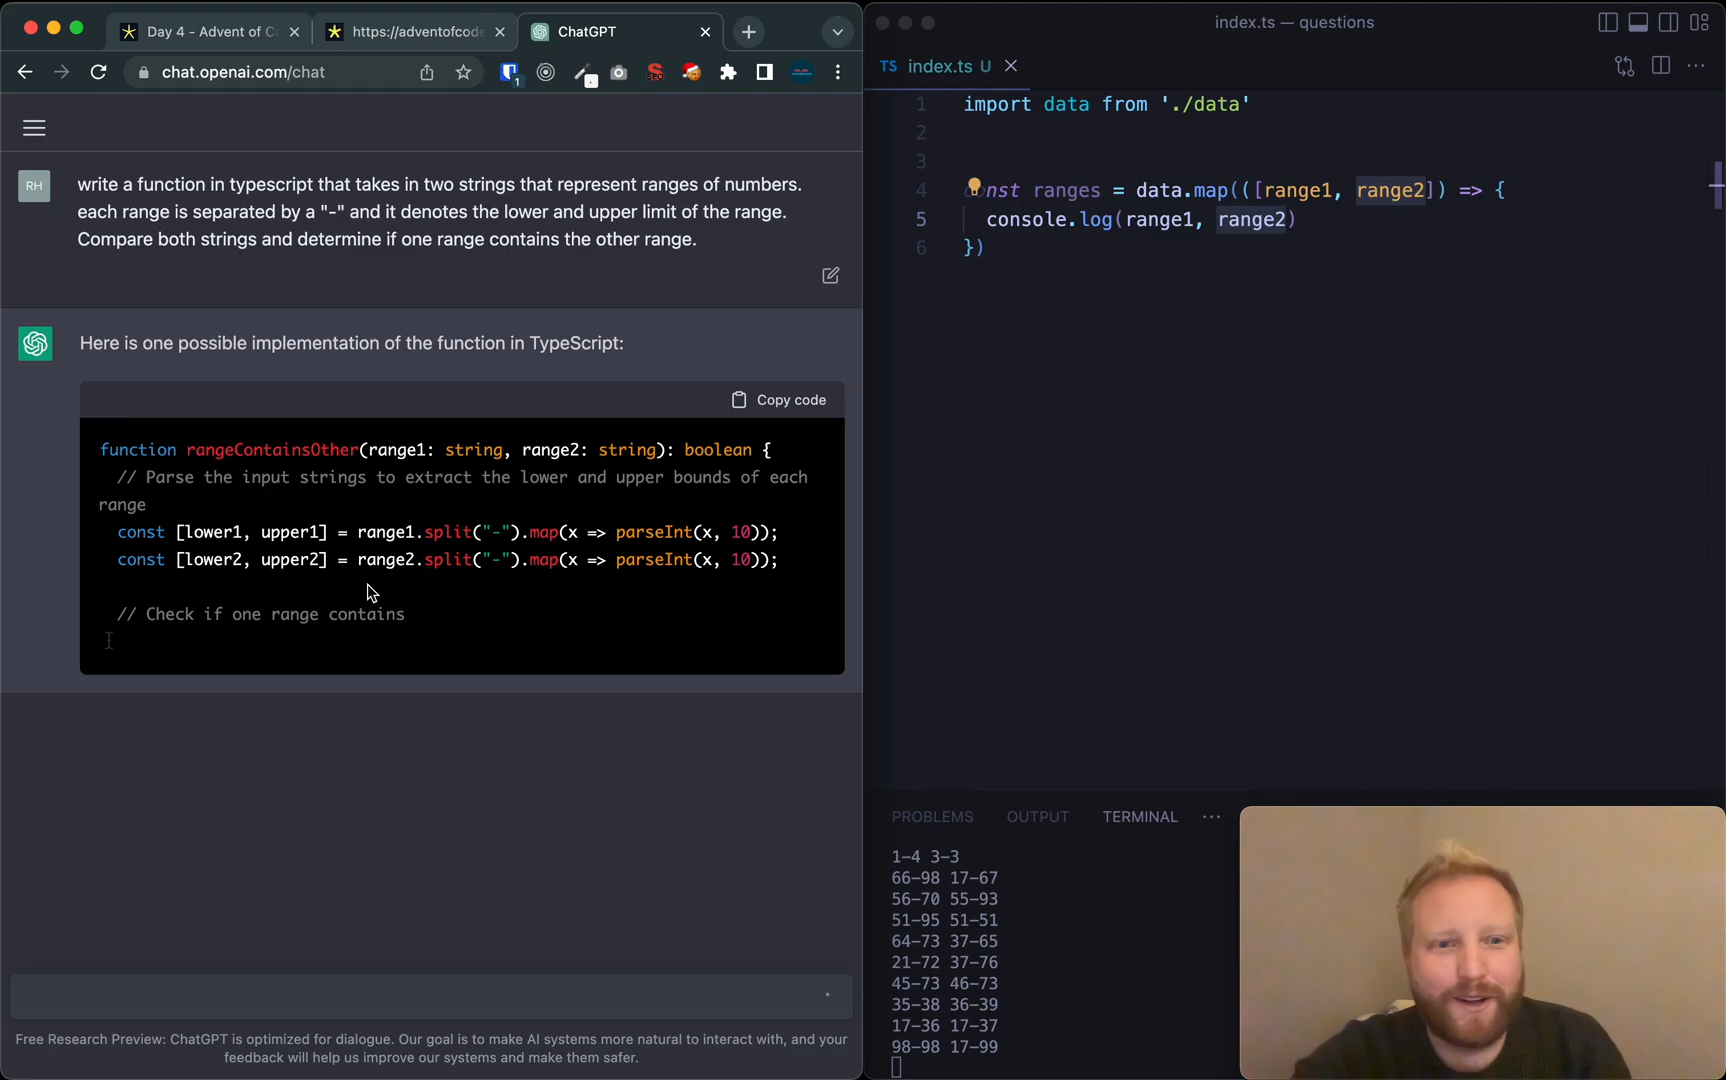 Day 4 - Advent of C
https://adventofcode
ChatGPT
chat.openai.com/chat
1
SEO
RH
write a function in typescript that takes in two strings that represent ranges of numbers.
each range is separated by a "-" and it denotes the lower and upper limit of the range.
Compare both strings and determine if one range contains the other range.
Here is one possible implementation of the function in TypeScript:
Copy code
function rangeContainsOther(range1: string, range2: string): boolean {
// Parse the input strings to extract the lower and upper bounds of each
range
const [lower1, upper1] = range1.split("-").map(x => parseInt(x, 10));
const [lower2, upper2] = range2.split("-").map(x => parseInt(x, 10));
// Check if one range contains
Free Research Preview: ChatGPT is optimized for dialogue. Our goal is to make AI systems more natural to interact with, and your
feedback will help us improve our systems and make them safer.
index.ts — questions
TS index.ts U
1 import data from './data'
2
3
4 const ranges = data.map(([range1, range2]) => {
5 console.log(range1, range2)
6 })
PROBLEMS OUTPUT TERMINAL
1-4 3-3
66-98 17-67
56-70 55-93
51-95 51-51
64-73 37-65
21-72 37-76
45-73 46-73
35-38 36-39
17-36 17-37
98-98 17-99